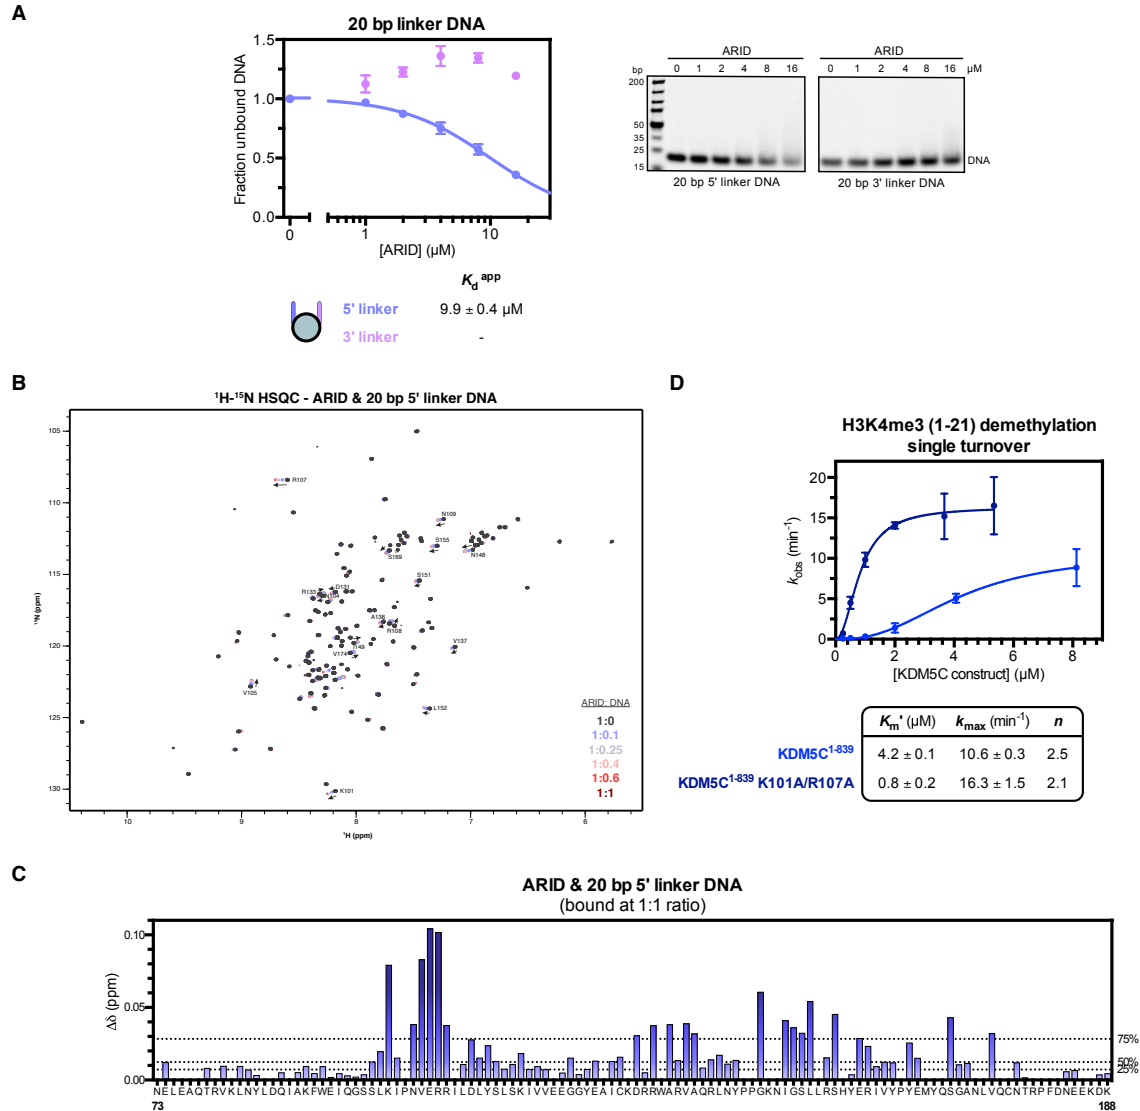 A
20 bp linker DNA
1.5
1.0
0.5
0.0
Fraction unbound DNA
0
1
10
[ARID] (μM)
Kd app
5' linker
9.9 ± 0.4 μM
3' linker
-
ARID
ARID
bp
0 1 2 4 8 16
0 1 2 4 8 16
μM
200
50
35
25
15
DNA
20 bp 5' linker DNA
20 bp 3' linker DNA
B
1H-15N HSQC - ARID & 20 bp 5' linker DNA
105
110
115
120
125
130
15N (ppm)
R107
N109
S155
S169
N148
S151
D131
R133
N104
A138
R108
I149
V137
V174
V105
L152
K101
ARID: DNA
1:0
1:0.1
1:0.25
1:0.4
1:0.6
1:1
10
9
8
7
6
1H (ppm)
D
H3K4me3 (1-21) demethylation
single turnover
20
15
10
5
0
kobs (min-1)
0
2
4
6
8
[KDM5C construct] (μM)
Km' (μM) kmax (min-1) n
KDM5C1-839 4.2 ± 0.1 10.6 ± 0.3 2.5
KDM5C1-839 K101A/R107A 0.8 ± 0.2 16.3 ± 1.5 2.1
C
ARID & 20 bp 5' linker DNA
(bound at 1:1 ratio)
0.10
0.05
0.00
Δδ (ppm)
75%
50%
25%
NELEAQTRVKLNYLDQIAKFWEIQGSSLKIPNVERRILDLYSLSKIVVEEGGYEAICKDRRWARVAQRLNYPPGKNIGSLLRSHYERIVYPYEMYQSGANLVQCNTRPFDNEEKDK
73
188